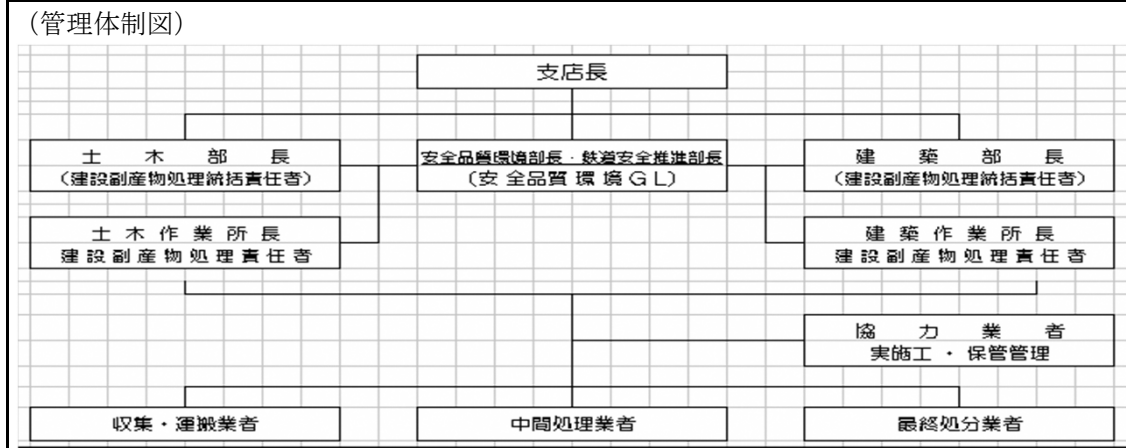 （管理体制図）
支店長
土木部長
（建設副産物処理統括責任者）
安全品質環境部長・鉄道安全推進部長
（安全品質環境ＧＬ）
建築部長
（建設副産物処理統括責任者）
土木作業所長
建設副産物処理責任者
建築作業所長
建設副産物処理責任者
協力業者
実施工・保管管理
収集・運搬業者
中間処理業者
最終処分業者